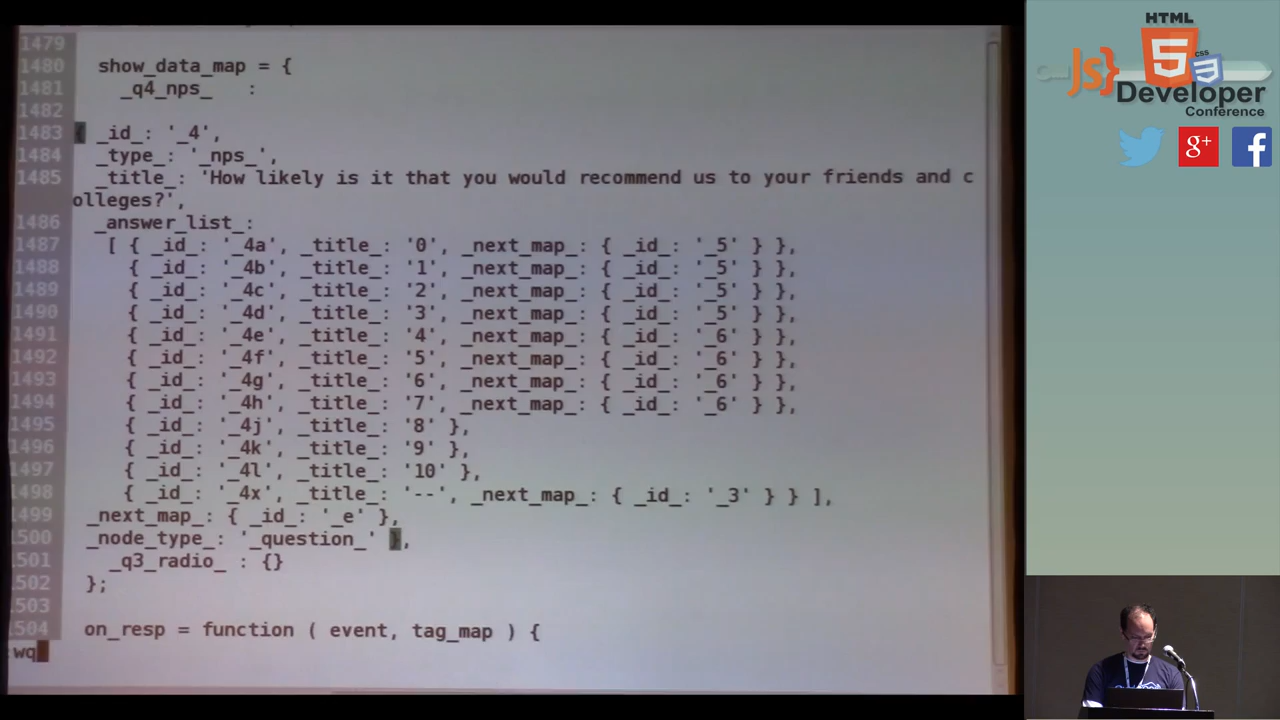 1479
1480 show_data_map = {
1481 _q4_nps_ :
1482
1483 { _id_: '_4',
1484 _type_: '_nps_',
1485 _title_: 'How likely is it that you would recommend us to your friends and c
olleges?',
1486 _answer_list_:
1487 [ { _id_: '_4a', _title_: '0', _next_map_: { _id_: '_5' } },
1488 { _id_: '_4b', _title_: '1', _next_map_: { _id_: '_5' } },
1489 { _id_: '_4c', _title_: '2', _next_map_: { _id_: '_5' } },
1490 { _id_: '_4d', _title_: '3', _next_map_: { _id_: '_5' } },
1491 { _id_: '_4e', _title_: '4', _next_map_: { _id_: '_6' } },
1492 { _id_: '_4f', _title_: '5', _next_map_: { _id_: '_6' } },
1493 { _id_: '_4g', _title_: '6', _next_map_: { _id_: '_6' } },
1494 { _id_: '_4h', _title_: '7', _next_map_: { _id_: '_6' } },
1495 { _id_: '_4j', _title_: '8' },
1496 { _id_: '_4k', _title_: '9' },
1497 { _id_: '_4l', _title_: '10' },
1498 { _id_: '_4x', _title_: '--', _next_map_: { _id_: '_3' } } ],
1499 _next_map_: { _id_: '_e' },
1500 _node_type_: '_question_' },
1501 _q3_radio_ : {}
1502 };
1503
1504 on_resp = function ( event, tag_map ) {
:wq
HTML
JS} 5 CSS 3
Developer
Conference
g+ f